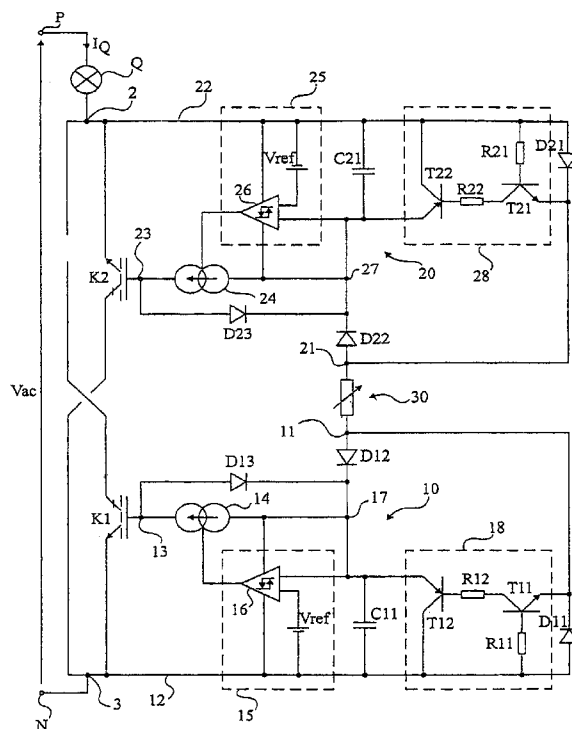 P
I_Q
Q
2
22
25
Vref
26
C21
T22
R22
R21
D21
T21
23
K2
24
27
20
28
D23
21
D22
Vac
30
11
D12
D13
14
17
10
18
K1
13
16
Vref
C11
R12
T12
T11
D11
R11
3
12
15
N